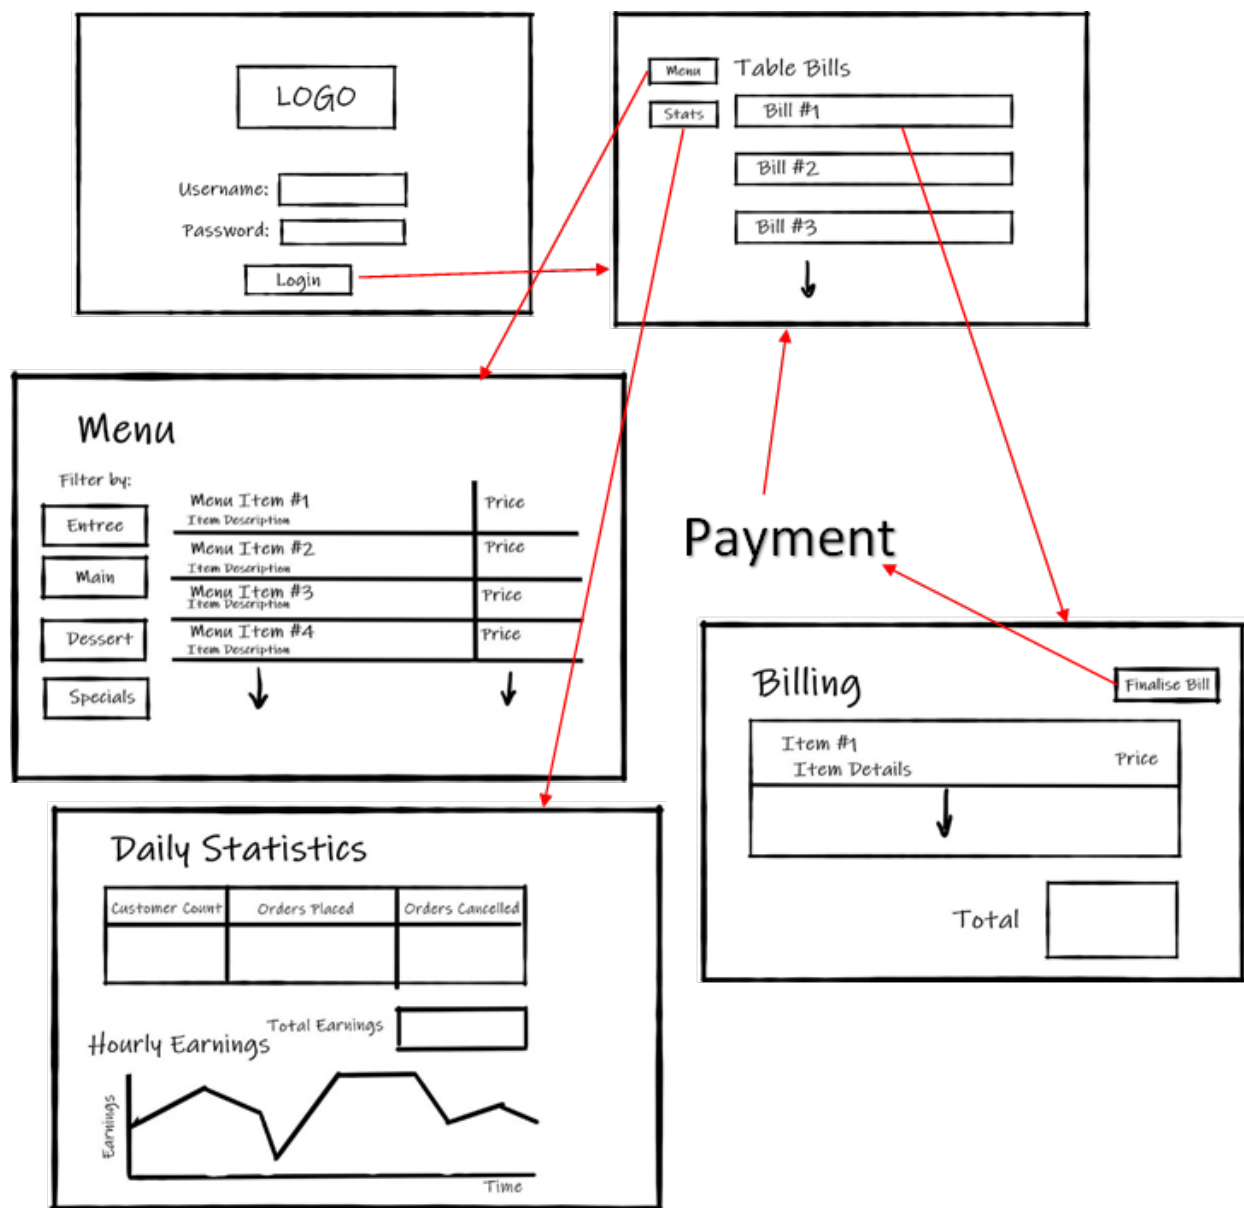 LOGO
Username:
Password:
Login
Menu
Table Bills
Stats
Bill #1
Bill #2
Bill #3
Menu
Filter by:
Entree
Main
Dessert
Specials
Menu Item #1
Item Description
Price
Menu Item #2
Item Description
Price
Menu Item #3
Item Description
Price
Menu Item #4
Item Description
Price
Payment
Billing
Finalise Bill
Item #1
Item Details
Price
Total
Daily Statistics
Customer Count
Orders Placed
Orders Cancelled
Total Earnings
Hourly Earnings
Earnings
Time